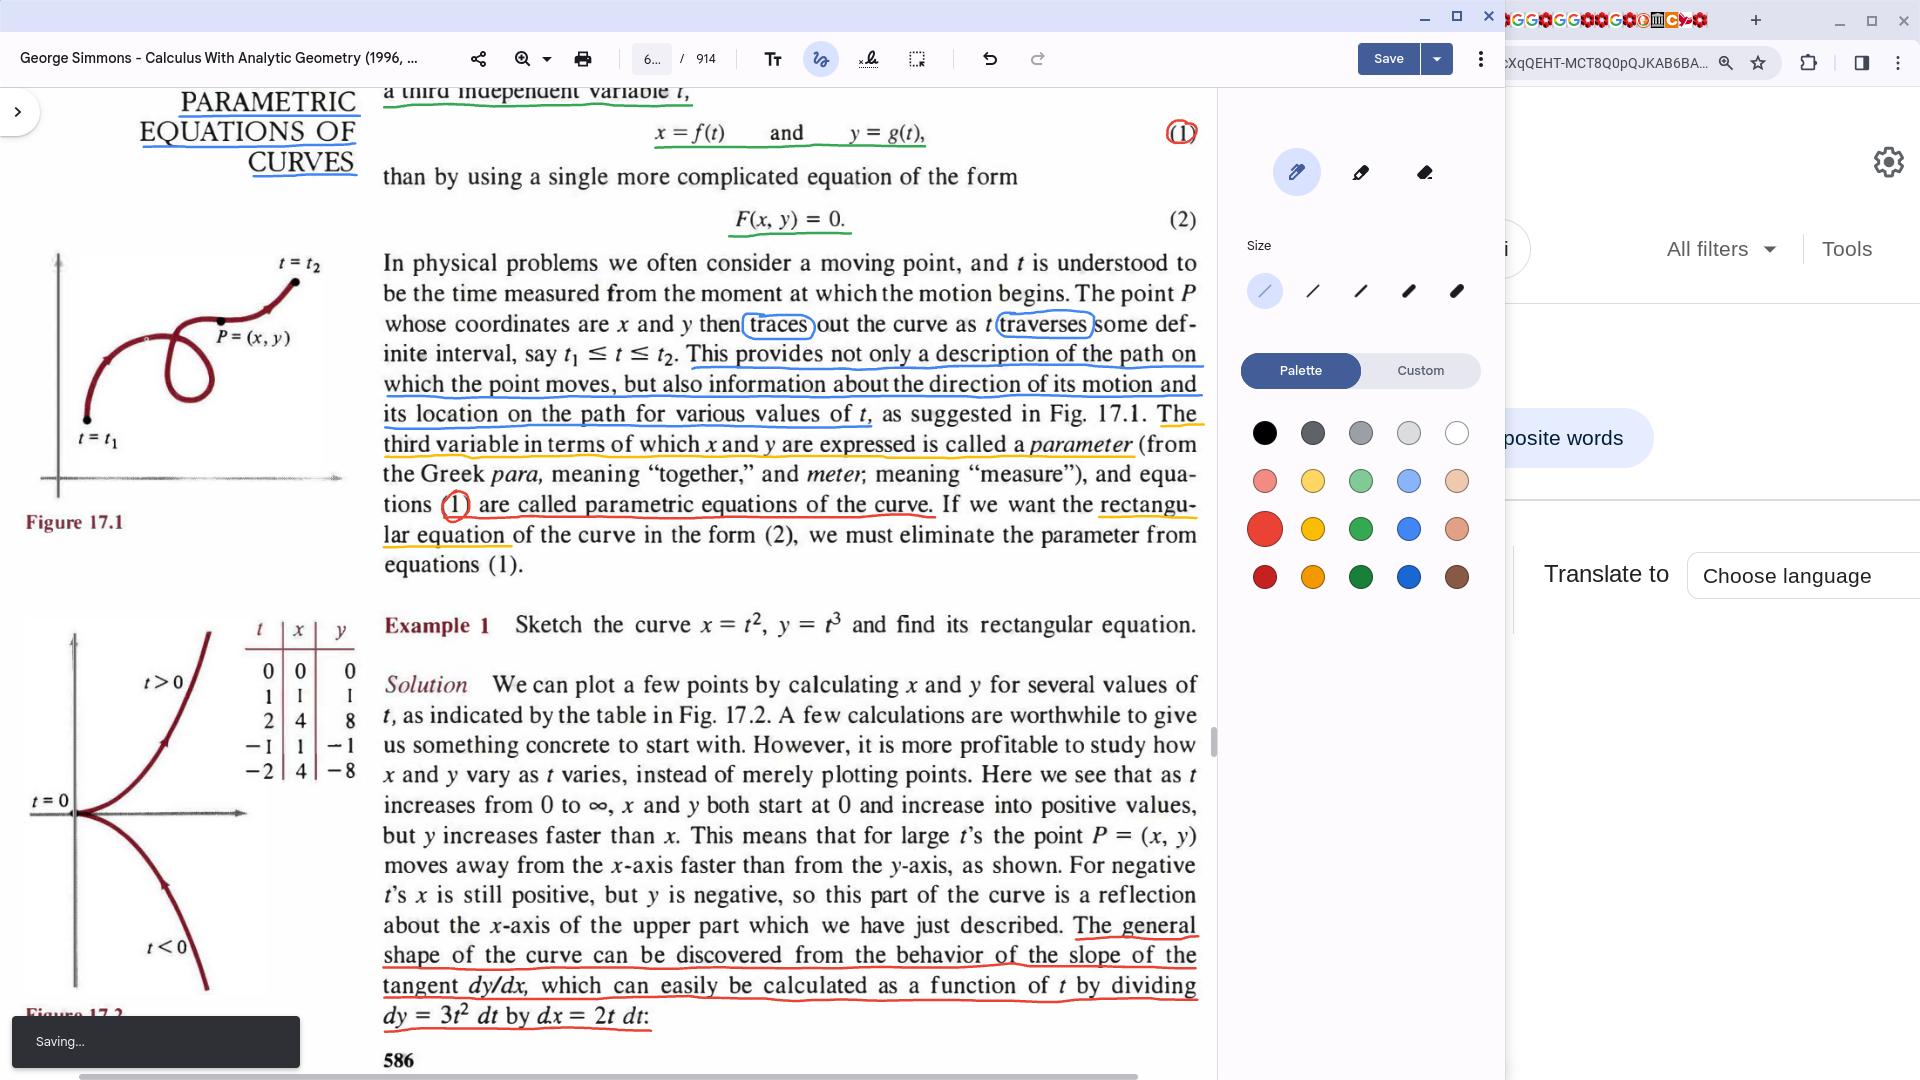 George Simmons - Calculus With Analytic Geometry (1996, ...
6... / 914
Save
XqQEHT-MCT8Q0pQJKAB6BA...
PARAMETRIC
EQUATIONS OF
CURVES
a third independent variable t,
x = f(t) and y = g(t), (1)
than by using a single more complicated equation of the form
F(x, y) = 0. (2)
In physical problems we often consider a moving point, and t is understood to
be the time measured from the moment at which the motion begins. The point P
whose coordinates are x and y then traces out the curve as t traverses some def-
inite interval, say t₁ ≤ t ≤ t₂. This provides not only a description of the path on
which the point moves, but also information about the direction of its motion and
its location on the path for various values of t, as suggested in Fig. 17.1. The
third variable in terms of which x and y are expressed is called a parameter (from
the Greek para, meaning “together,” and meter; meaning “measure”), and equa-
tions (1) are called parametric equations of the curve. If we want the rectangu-
lar equation of the curve in the form (2), we must eliminate the parameter from
equations (1).
t = t₂
P = (x, y)
t = t₁
Figure 17.1
Example 1 Sketch the curve x = t², y = t³ and find its rectangular equation.
Solution We can plot a few points by calculating x and y for several values of
t, as indicated by the table in Fig. 17.2. A few calculations are worthwhile to give
us something concrete to start with. However, it is more profitable to study how
x and y vary as t varies, instead of merely plotting points. Here we see that as t
increases from 0 to ∞, x and y both start at 0 and increase into positive values,
but y increases faster than x. This means that for large t’s the point P = (x, y)
moves away from the x-axis faster than from the y-axis, as shown. For negative
t’s x is still positive, but y is negative, so this part of the curve is a reflection
about the x-axis of the upper part which we have just described. The general
shape of the curve can be discovered from the behavior of the slope of the
tangent dy/dx, which can easily be calculated as a function of t by dividing
dy = 3t² dt by dx = 2t dt:
586
t x y
0 0 0
1 1 1
2 4 8
−1 1 −1
−2 4 −8
t > 0
t = 0
t < 0
Figure 17.2
Saving...
Size
Palette
Custom
i
All filters
Tools
posite words
Translate to
Choose language